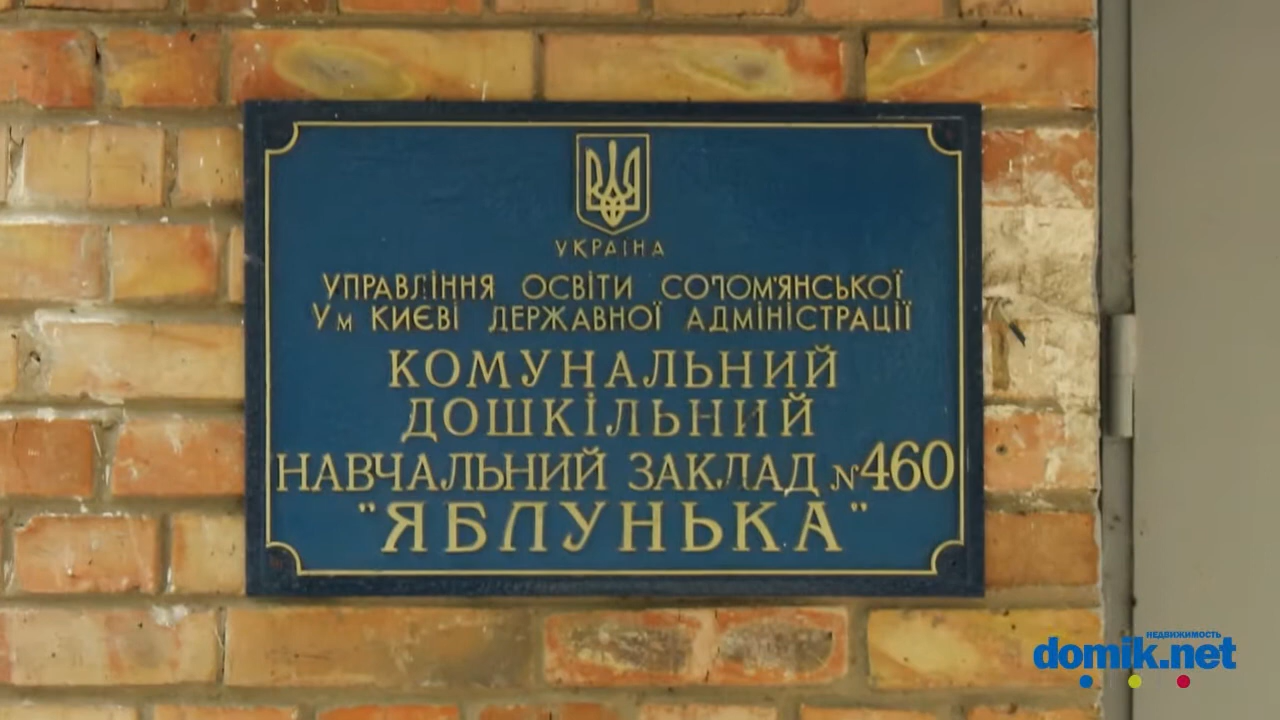 УКРАЇНА
УПРАВЛІННЯ ОСВІТИ СОЛОМ'ЯНСЬКОЇ
У М КИЄВІ ДЕРЖАВНОЇ АДМІНІСТРАЦІЇ
КОМУНАЛЬНИЙ
ДОШКІЛЬНИЙ
НАВЧАЛЬНИЙ ЗАКЛАД №460
"ЯБЛУНЬКА"
НЕДВИЖИМОСТЬ
domik.net